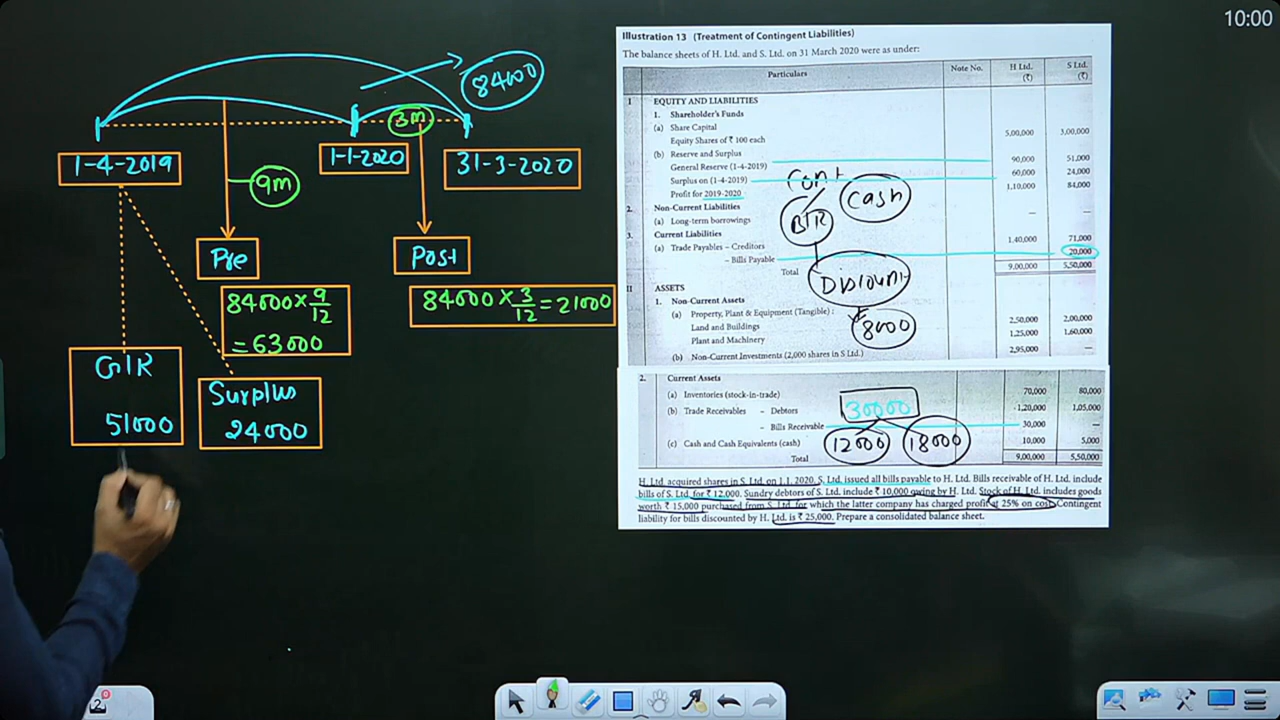 10:00
84000
3m
1-4-2019
1-1-2020
31-3-2020
9m
Pre
Post
84000 × 9/12
= 63000
84000 × 3/12 = 21000
G/R
51000
Surplus
24000
Illustration 13 (Treatment of Contingent Liabilities)
The balance sheets of H. Ltd. and S. Ltd. on 31 March 2020 were as under:
Particulars Note No. H Ltd. (₹) S Ltd. (₹)
I EQUITY AND LIABILITIES
1. Shareholder's Funds
(a) Share Capital
Equity Shares of ₹ 100 each 5,00,000 3,00,000
(b) Reserve and Surplus
General Reserve (1-4-2019) 90,000 51,000
Surplus on (1-4-2019) 60,000 24,000
Profit for 2019-2020 1,10,000 84,000
2. Non-Current Liabilities
(a) Long-term borrowings — —
3. Current Liabilities
(a) Trade Payables – Creditors 1,40,000 71,000
– Bills Payable 20,000
Total 9,00,000 5,50,000
Cont
Cash
B/R
Discount
8000
II ASSETS
1. Non-Current Assets
(a) Property, Plant & Equipment (Tangible) :
Land and Buildings 2,50,000 2,00,000
Plant and Machinery 1,25,000 1,60,000
(b) Non-Current Investments (2,000 shares in S Ltd.) 2,95,000 —
2. Current Assets
(a) Inventories (stock-in-trade) 70,000 80,000
(b) Trade Receivables – Debtors 30000 1,20,000 1,05,000
– Bills Receivable 30,000 —
(c) Cash and Cash Equivalents (cash) 12000 18000 10,000 5,000
Total 9,00,000 5,50,000
H. Ltd. acquired shares in S. Ltd. on 1.1. 2020. S. Ltd. issued all bills payable to H. Ltd. Bills receivable of H. Ltd. include
bills of S. Ltd. for ₹ 12,000. Sundry debtors of S. Ltd. include ₹ 10,000 owing by H. Ltd. Stock of H. Ltd. includes goods
worth ₹ 15,000 purchased from S. Ltd. for which the latter company has charged profit at 25% on cost. Contingent
liability for bills discounted by H. Ltd. is ₹ 25,000. Prepare a consolidated balance sheet.
2
0